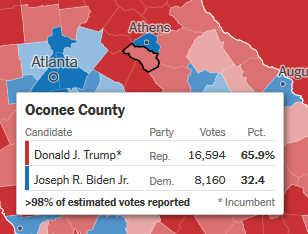 Athens
Atlanta
Augu
Oconee County
Candidate Party Votes Pct.
Donald J. Trump* Rep. 16,594 65.9%
Joseph R. Biden Jr. Dem. 8,160 32.4
>98% of estimated votes reported * Incumbent